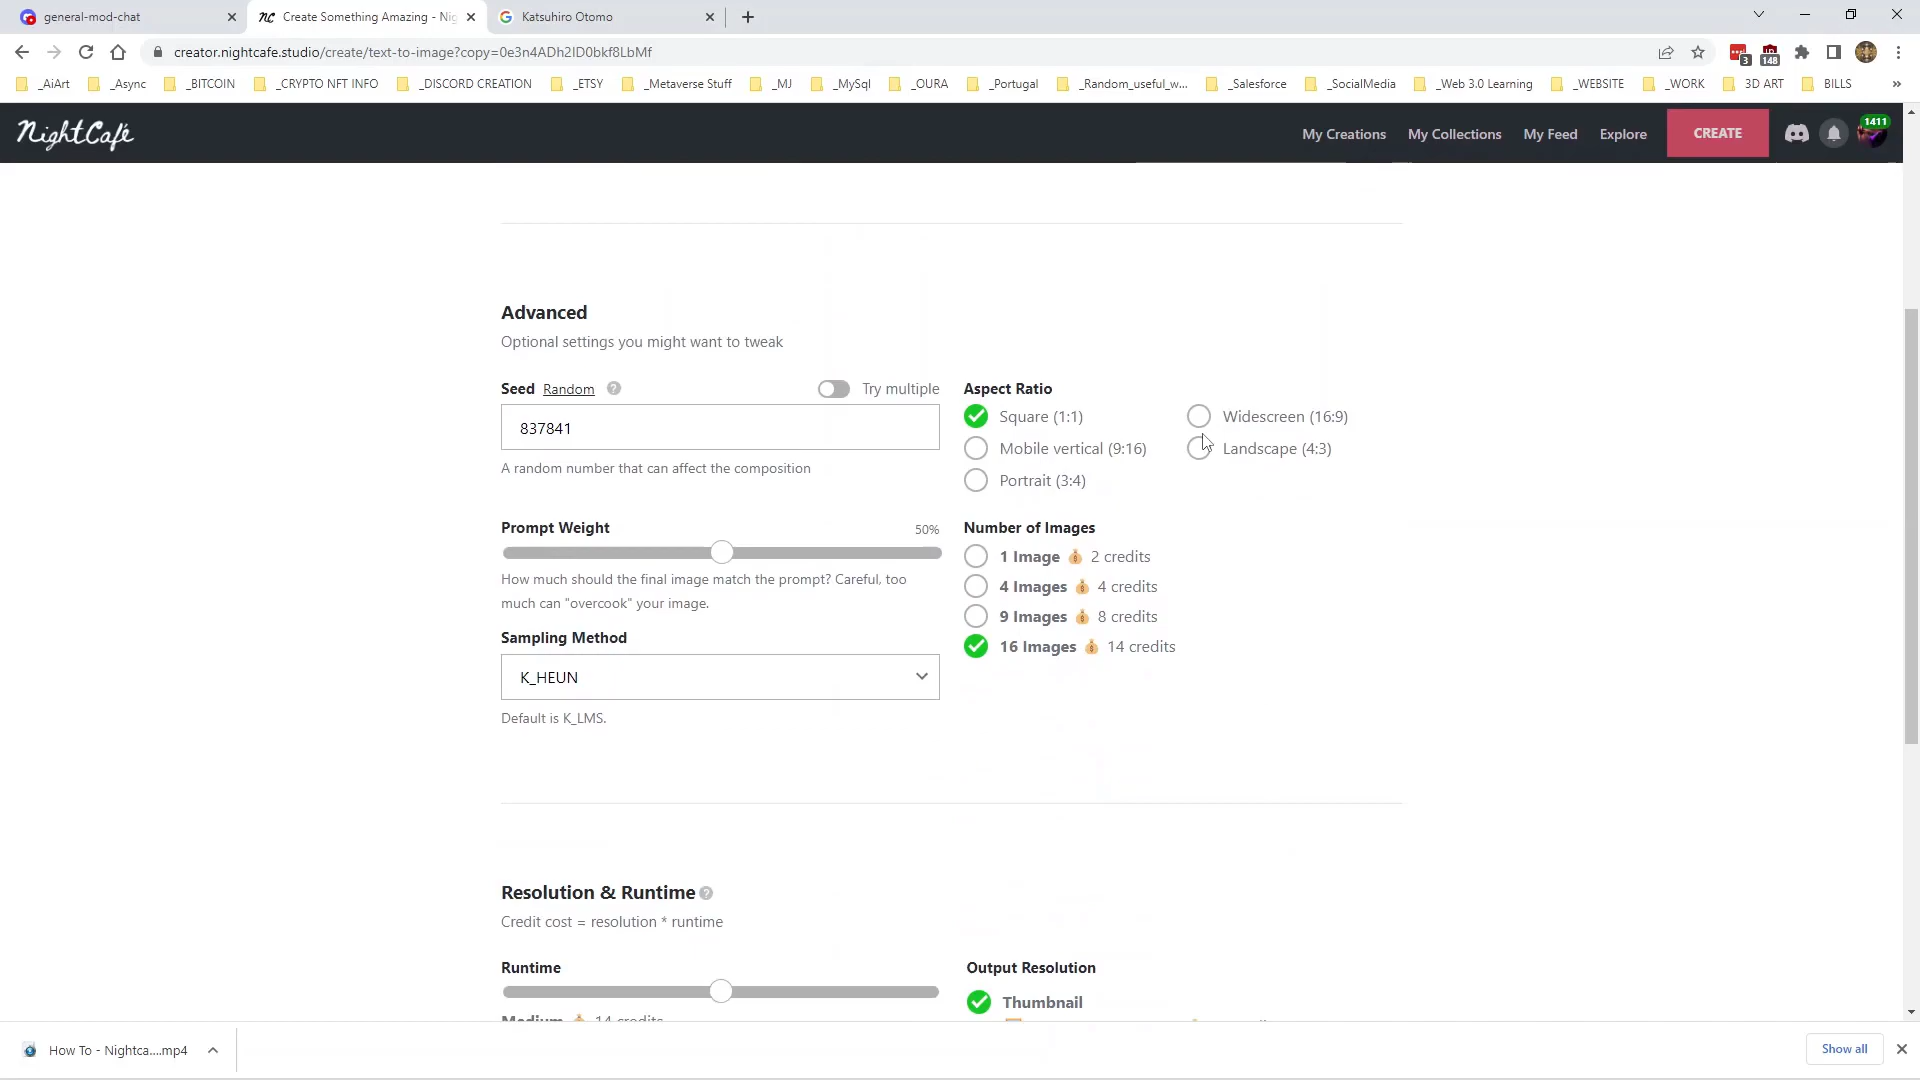 general-mod-chat
Create Something Amazing - Nig
Katsuhiro Otomo
creator.nightcafe.studio/create/text-to-image?copy=0e3n4ADh2ID0bkf8LbMf
3
148
_AiArt
_Async
_BITCOIN
_CRYPTO NFT INFO
_DISCORD CREATION
_ETSY
_Metaverse Stuff
_MJ
_MySql
_OURA
_Portugal
_Random_useful_w...
_Salesforce
_SocialMedia
_Web 3.0 Learning
_WEBSITE
_WORK
3D ART
BILLS
»
NightCafé
My Creations
My Collections
My Feed
Explore
CREATE
1411
Advanced
Optional settings you might want to tweak
Seed Random ?
Try multiple
837841
A random number that can affect the composition
Aspect Ratio
Square (1:1)
Widescreen (16:9)
Mobile vertical (9:16)
Landscape (4:3)
Portrait (3:4)
Prompt Weight
50%
How much should the final image match the prompt? Careful, too
much can "overcook" your image.
Number of Images
1 Image 2 credits
4 Images 4 credits
9 Images 8 credits
16 Images 14 credits
Sampling Method
K_HEUN
Default is K_LMS.
Resolution & Runtime ?
Credit cost = resolution * runtime
Runtime
Medium 14 credits
Output Resolution
Thumbnail
How To - Nightca....mp4
Show all